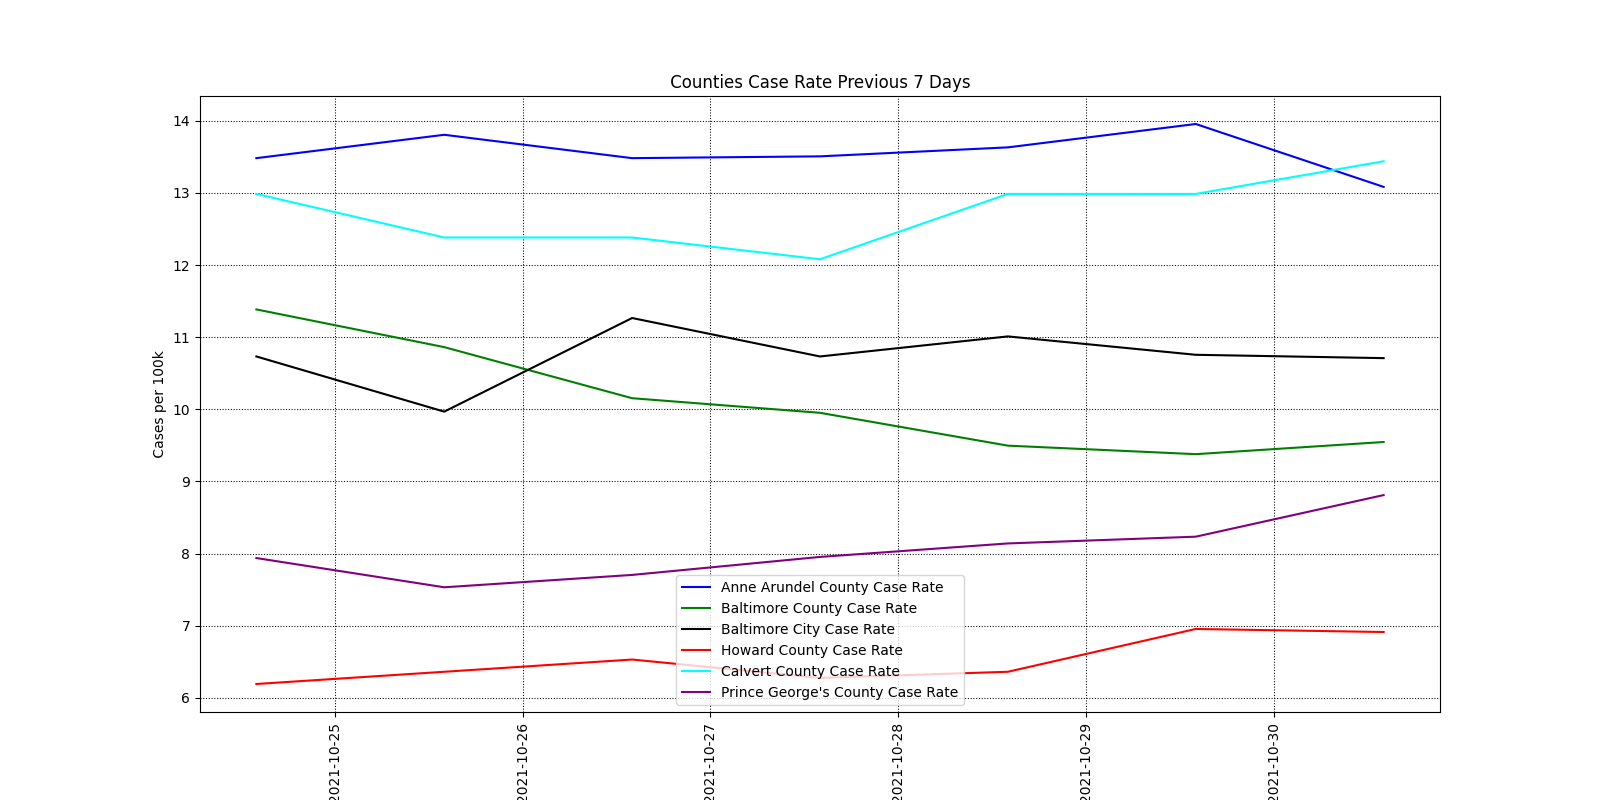 Counties Case Rate Previous 7 Days
14
13
12
11
10
9
8
7
6
Cases per 100k
Anne Arundel County Case Rate
Baltimore County Case Rate
Baltimore City Case Rate
Howard County Case Rate
Calvert County Case Rate
Prince George's County Case Rate
2021-10-25
2021-10-26
2021-10-27
2021-10-28
2021-10-29
2021-10-30